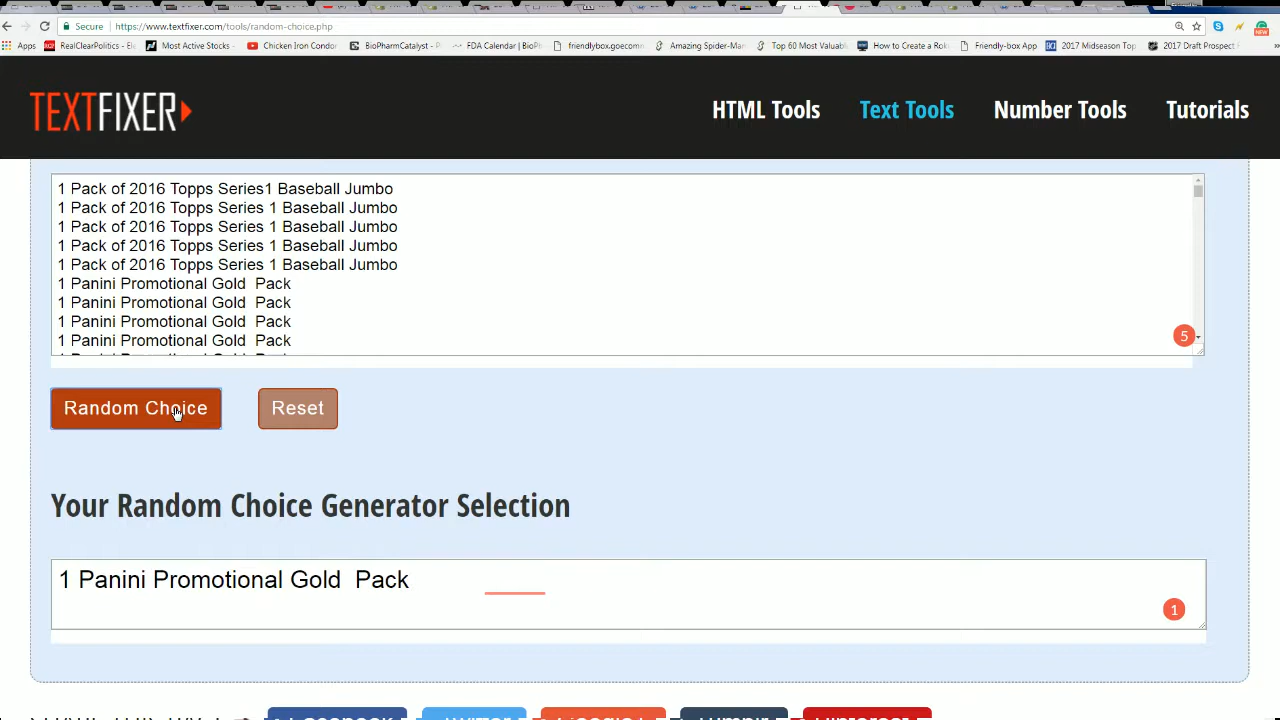 Secure https://www.textfixer.com/tools/random-choice.php
Apps RealClearPolitics - Ele Most Active Stocks Chicken Iron Condor BioPharmCatalyst - P FDA Calendar | BioPh friendlybox.goecomm Amazing Spider-Man Top 60 Most Valuabl How to Create a Rok Friendly-box App 2017 Midseason Top 2017 Draft Prospect
TEXTFIXER HTML Tools Text Tools Number Tools Tutorials
1 Pack of 2016 Topps Series1 Baseball Jumbo
1 Pack of 2016 Topps Series 1 Baseball Jumbo
1 Pack of 2016 Topps Series 1 Baseball Jumbo
1 Pack of 2016 Topps Series 1 Baseball Jumbo
1 Pack of 2016 Topps Series 1 Baseball Jumbo
1 Panini Promotional Gold  Pack
1 Panini Promotional Gold  Pack
1 Panini Promotional Gold  Pack
1 Panini Promotional Gold  Pack
5
Random Choice Reset
Your Random Choice Generator Selection
1 Panini Promotional Gold  Pack
1